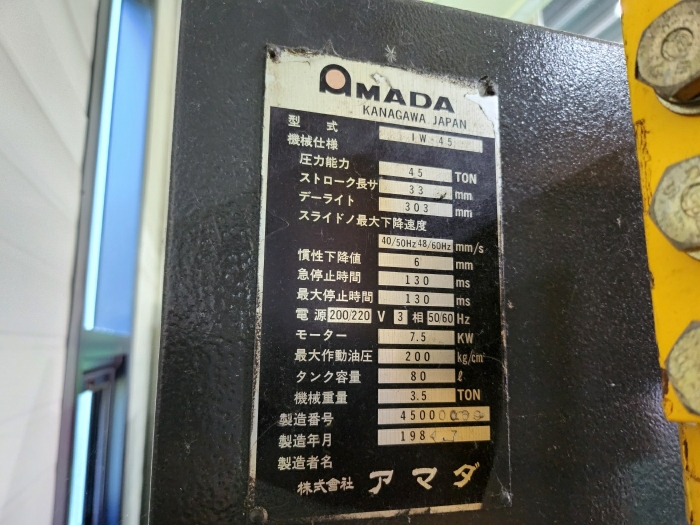 AMADA
KANAGAWA JAPAN
型式 IW-45
機械仕様
圧力能力 45 TON
ストローク長サ 33 mm
デーライト 303 mm
スライドノ最大下降速度
40/50Hz 48/60Hz mm/s
慣性下降値 6 mm
急停止時間 130 ms
最大停止時間 130 ms
電源 200/220 V 3 相 50/60 Hz
モーター 7.5 KW
最大作動油圧 200 kg/cm
タンク容量 80 ℓ
機械重量 3.5 TON
製造番号
製造年月
製造者名
株式會社 アマダ